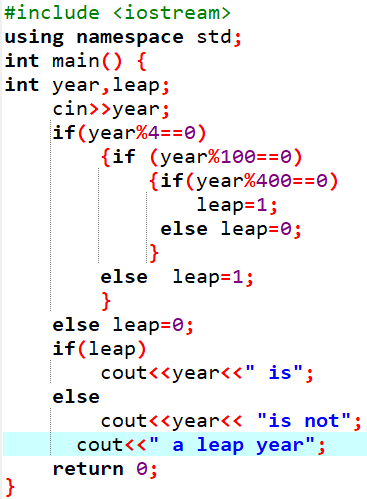 #include <iostream>
using namespace std;
int main() {
int year,leap;
cin>>year;
if(year%4==0)
{if (year%100==0)
{if(year%400==0)
leap=1;
else leap=0;
}
else  leap=1;
}
else leap=0;
if(leap)
cout<<year<<" is";
else
cout<<year<< "is not";
cout<<" a leap year";
return 0;
}